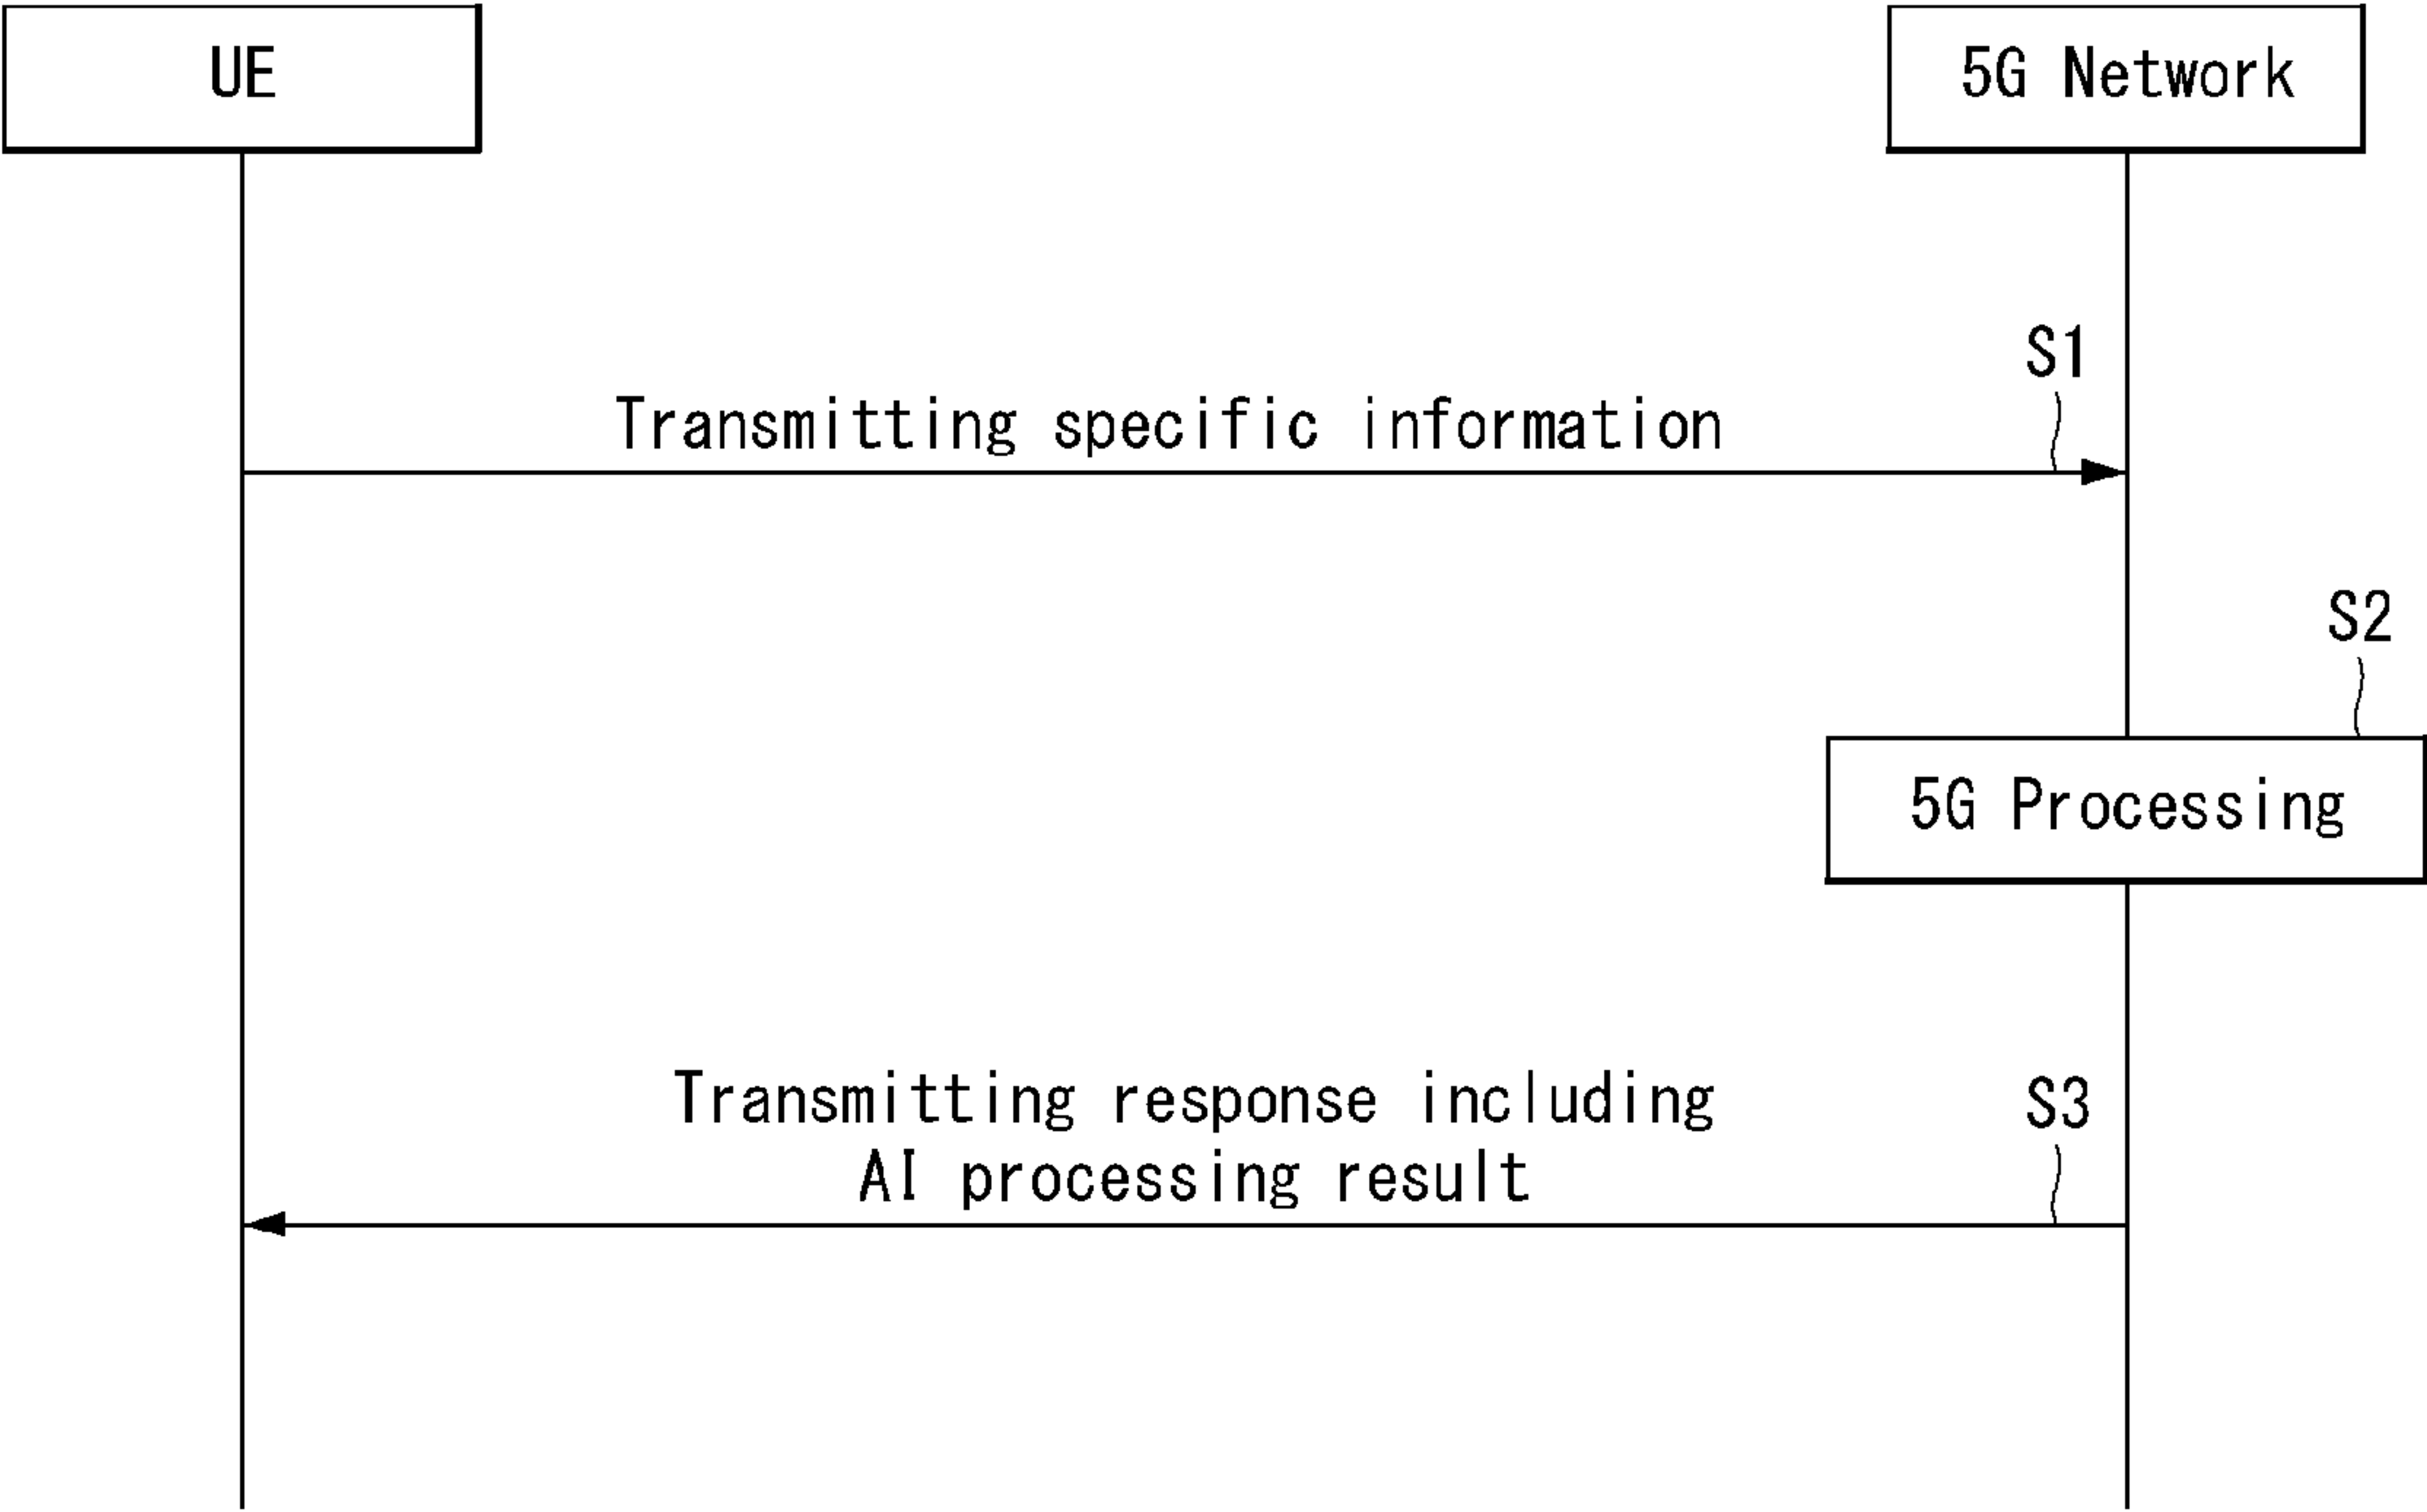 UE
5G Network
S1
Transmitting specific information
S2
5G Processing
Transmitting response including
S3
AI processing result